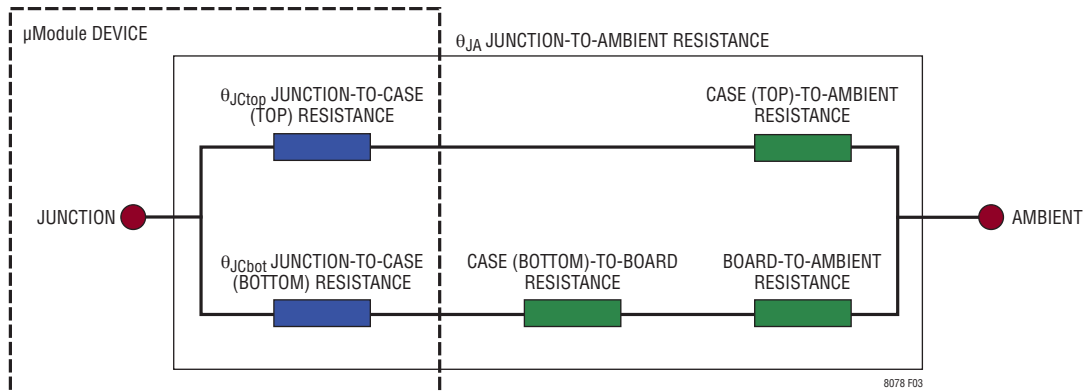 µModule DEVICE
θJA JUNCTION-TO-AMBIENT RESISTANCE
θJCtop JUNCTION-TO-CASE
(TOP) RESISTANCE
CASE (TOP)-TO-AMBIENT
RESISTANCE
JUNCTION
AMBIENT
θJCbot JUNCTION-TO-CASE
(BOTTOM) RESISTANCE
CASE (BOTTOM)-TO-BOARD
RESISTANCE
BOARD-TO-AMBIENT
RESISTANCE
8078 F03